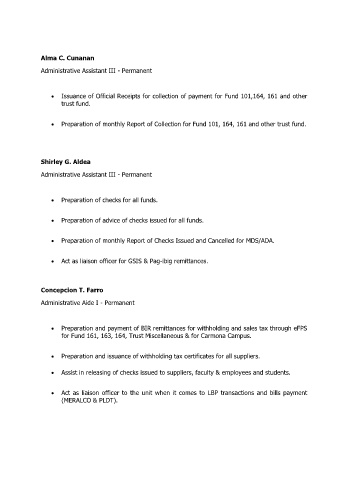 Alma C. Cunanan
Administrative Assistant III - Permanent
• Issuance of Official Receipts for collection of payment for Fund 101,164, 161 and other
trust fund.
• Preparation of monthly Report of Collection for Fund 101, 164, 161 and other trust fund.
Shirley G. Aldea
Administrative Assistant III - Permanent
• Preparation of checks for all funds.
• Preparation of advice of checks issued for all funds.
• Preparation of monthly Report of Checks Issued and Cancelled for MDS/ADA.
• Act as liaison officer for GSIS & Pag-ibig remittances.
Concepcion T. Farro
Administrative Aide I - Permanent
• Preparation and payment of BIR remittances for withholding and sales tax through eFPS
for Fund 161, 163, 164, Trust Miscellaneous & for Carmona Campus.
• Preparation and issuance of withholding tax certificates for all suppliers.
• Assist in releasing of checks issued to suppliers, faculty & employees and students.
• Act as liaison officer to the unit when it comes to LBP transactions and bills payment
(MERALCO & PLDT).